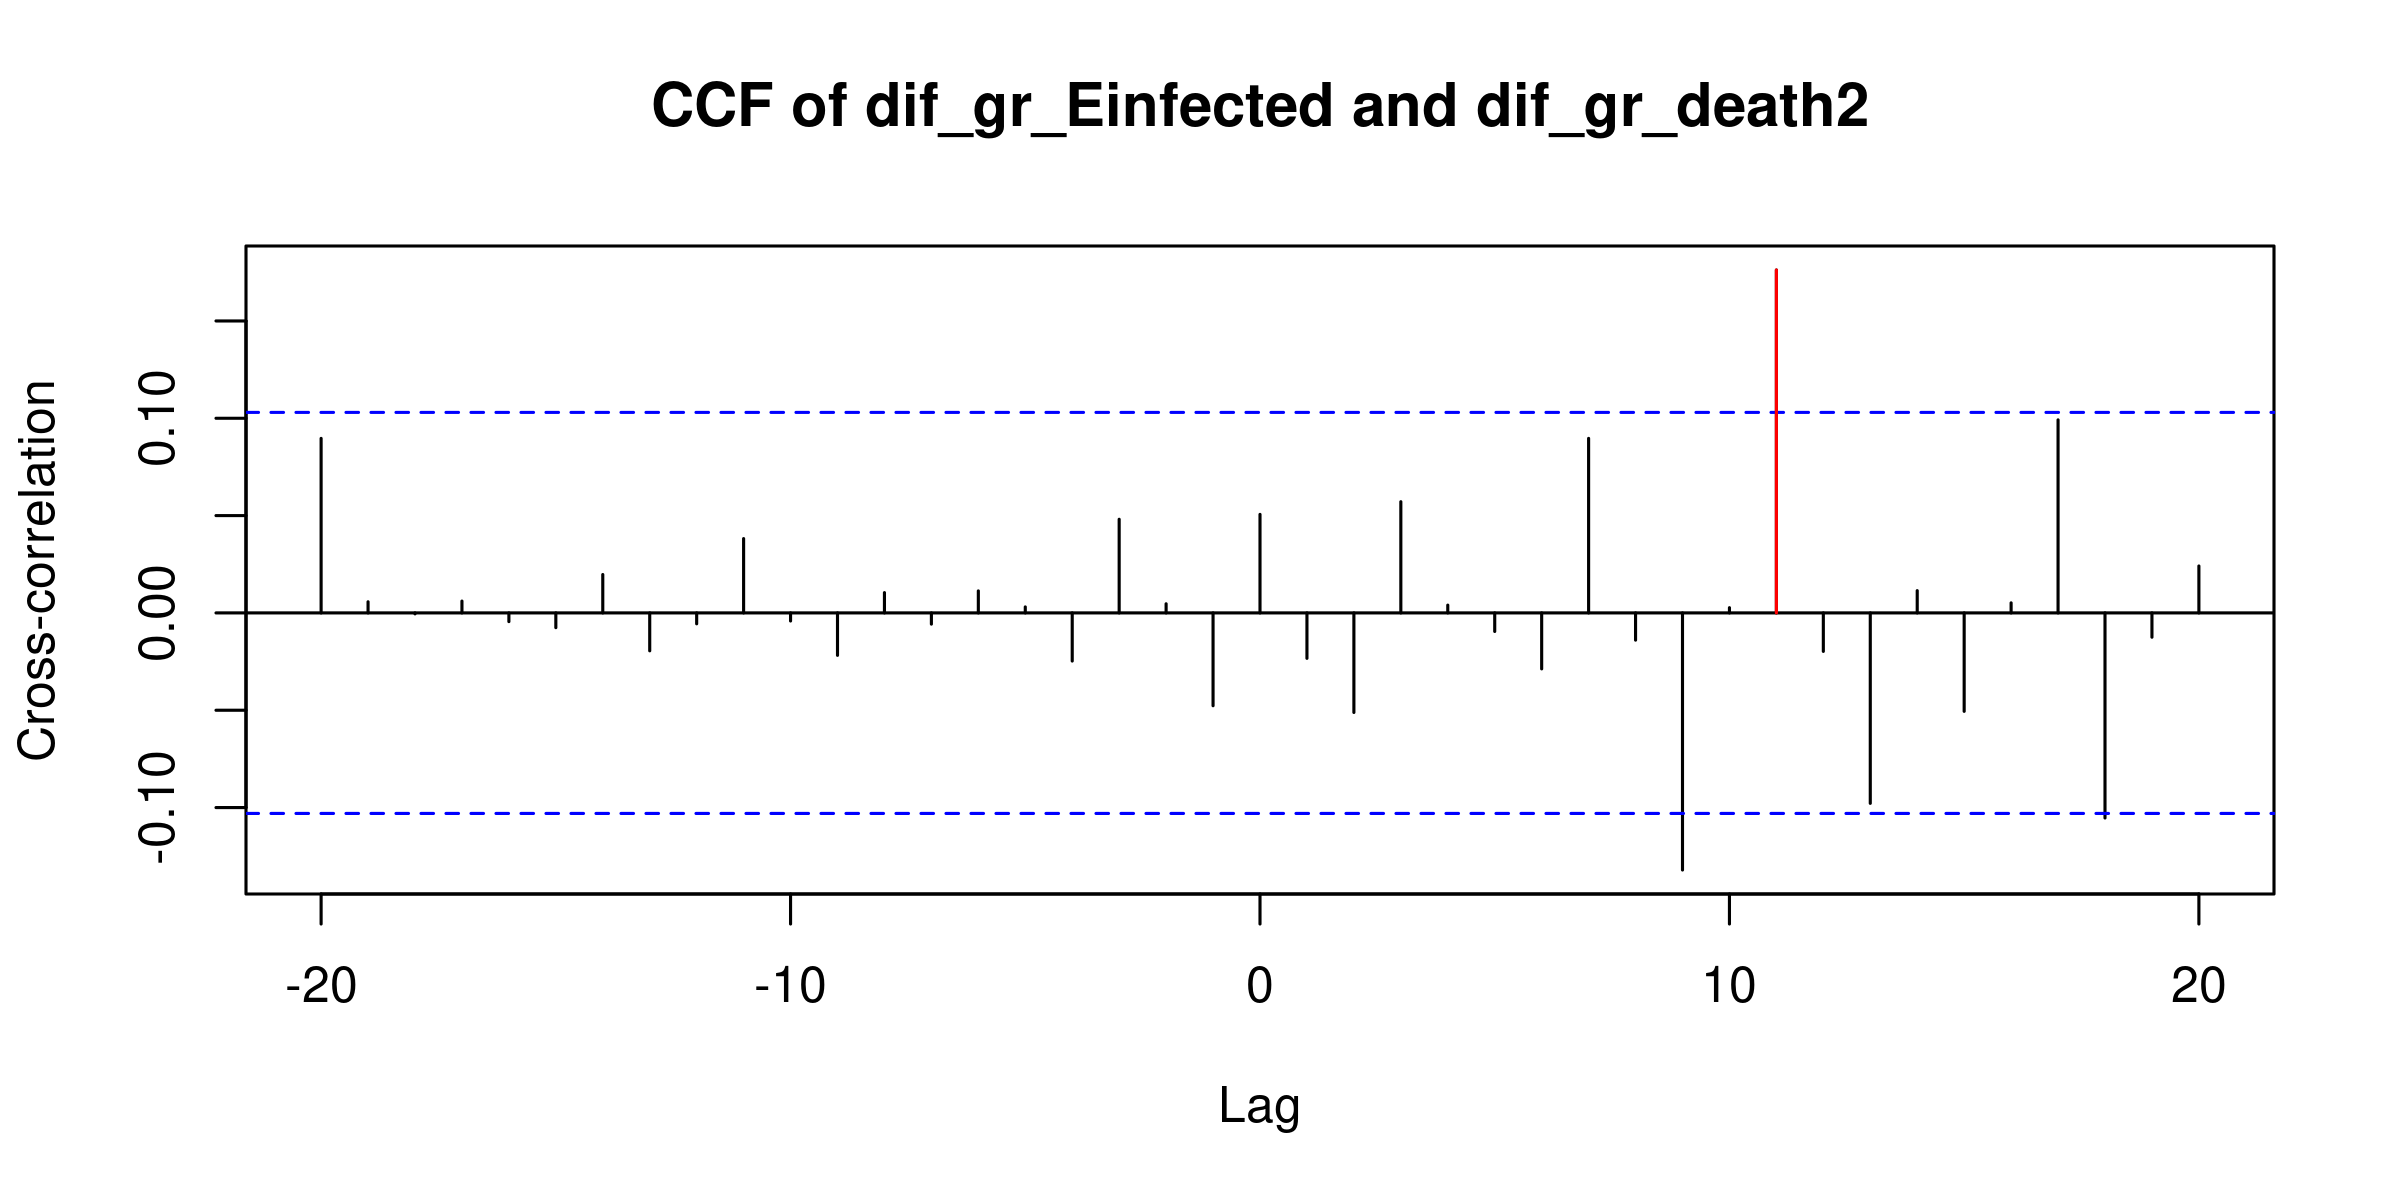 CCF of dif_gr_Einfected and dif_gr_death2
Cross-correlation
0.10
0.00
-0.10
-20 -10 0 10 20
Lag